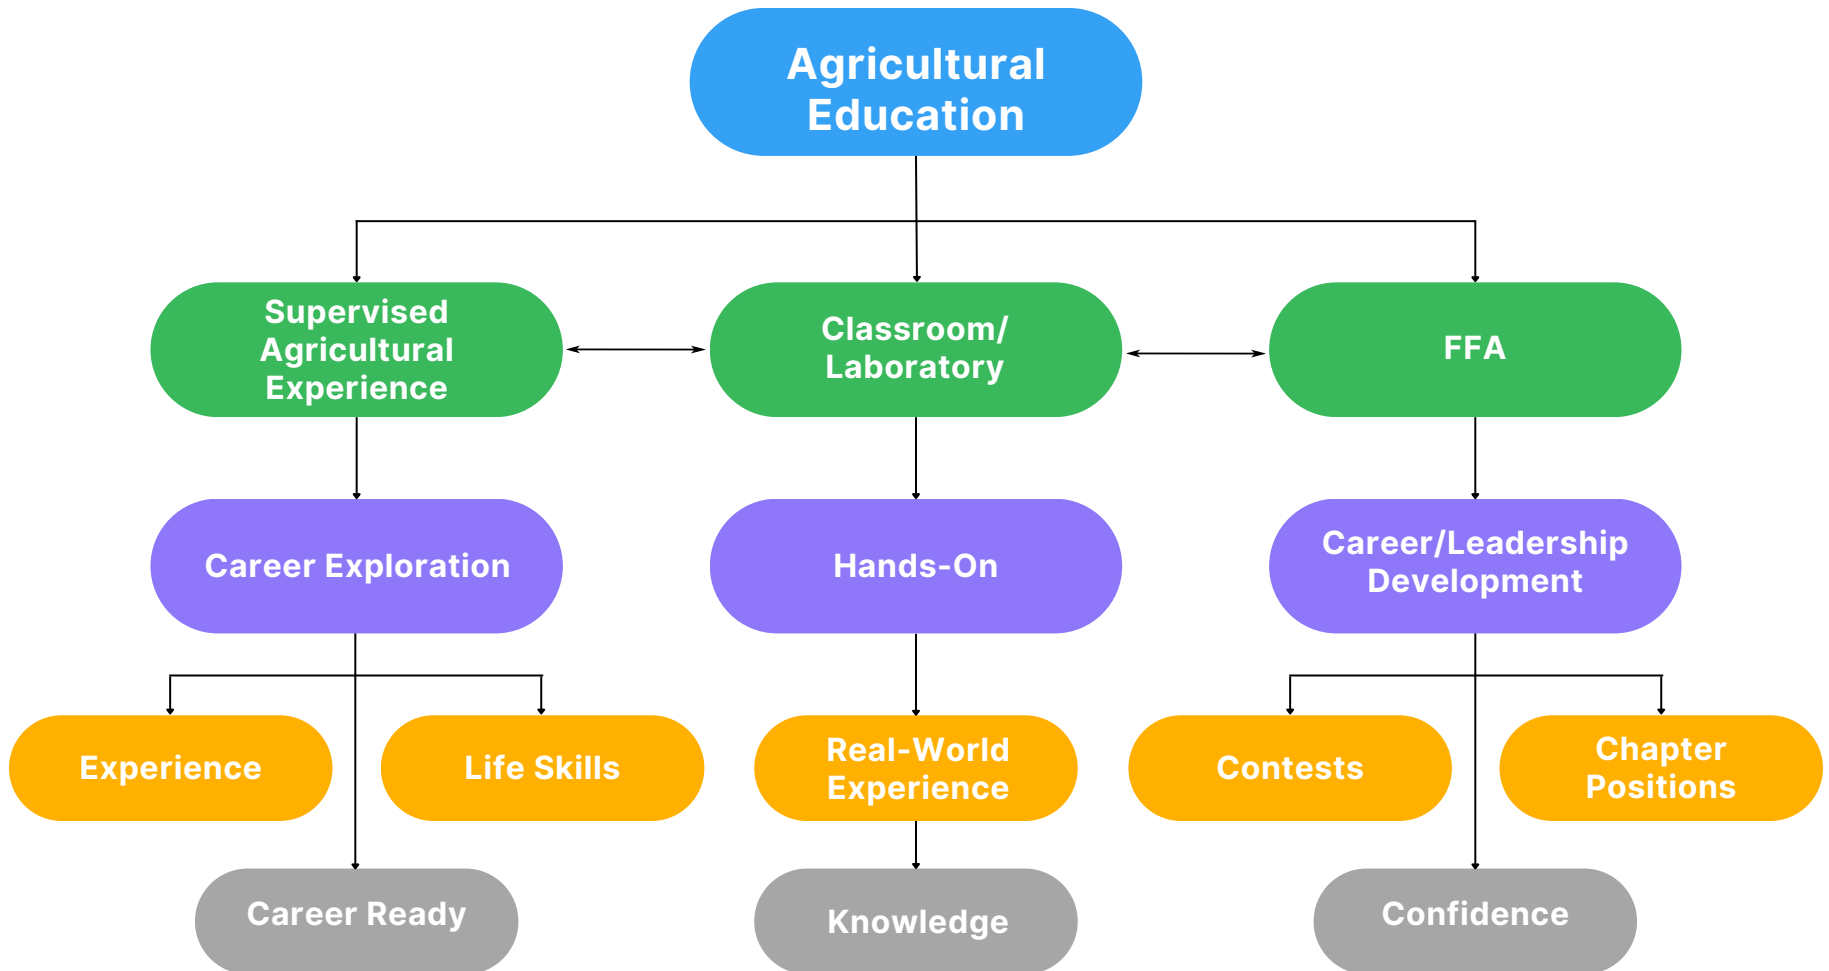 Agricultural
Education
Supervised
Agricultural
Experience
Classroom/
Laboratory
FFA
Career Exploration
Hands-On
Career/Leadership
Development
Experience
Life Skills
Real-World
Experience
Contests
Chapter
Positions
Career Ready
Knowledge
Confidence